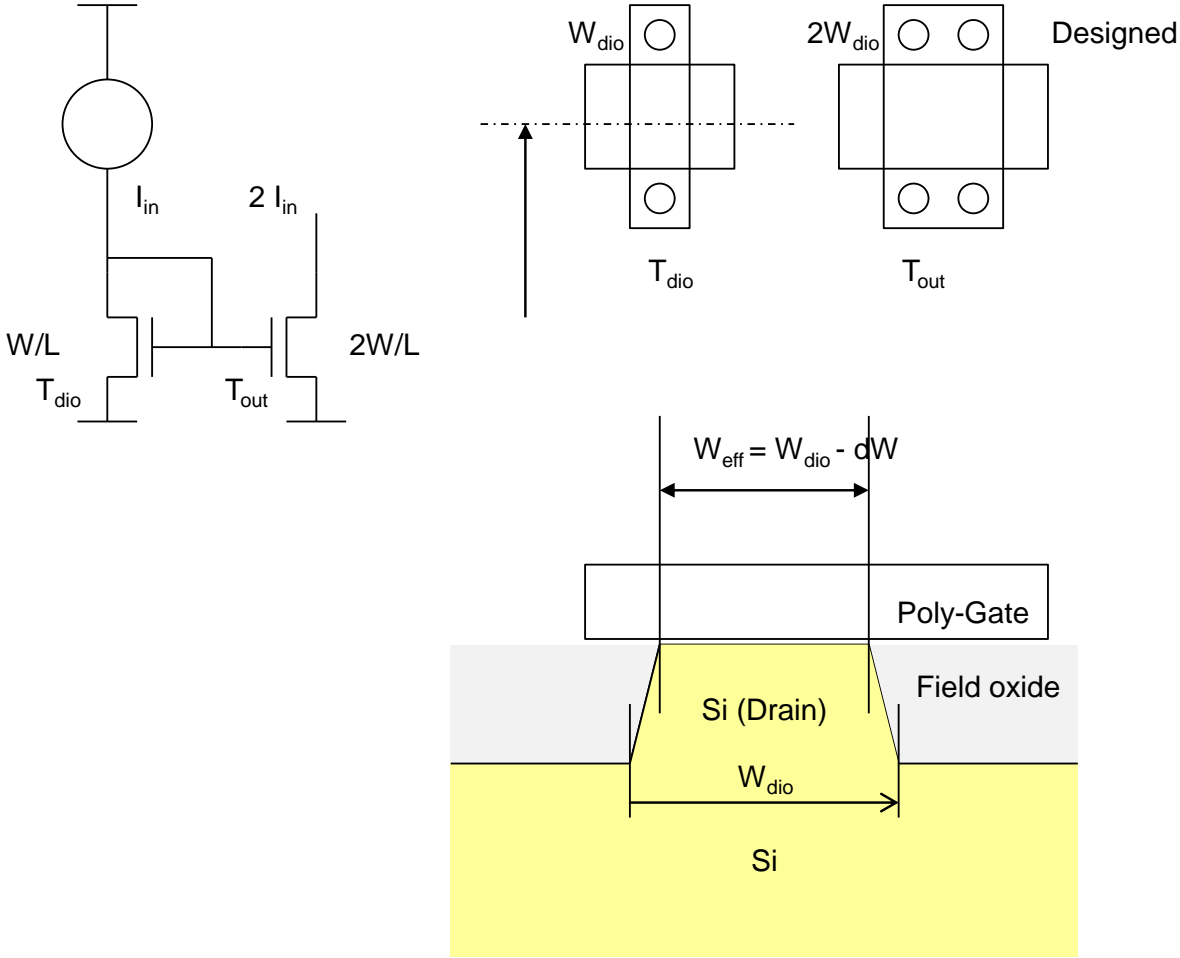 W_dio
2W_dio
Designed
I_in
2 I_in
T_dio
T_out
W/L
2W/L
T_dio
T_out
W_eff = W_dio - dW
Poly-Gate
Field oxide
Si (Drain)
W_dio
Si